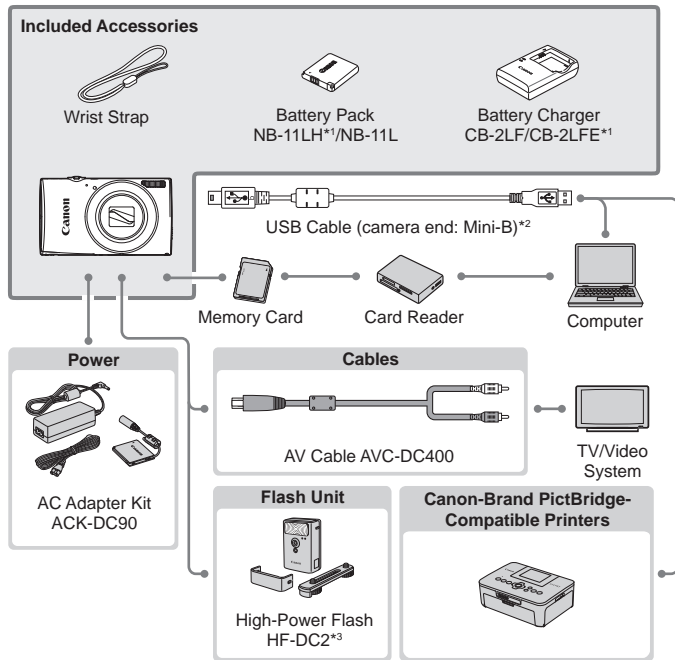 Included Accessories
Wrist Strap
Battery Pack
NB-11LH*1/NB-11L
Battery Charger
CB-2LF/CB-2LFE*1
Canon
USB Cable (camera end: Mini-B)*2
Memory Card
Card Reader
Computer
Power
AC Adapter Kit
ACK-DC90
Cables
AV Cable AVC-DC400
TV/Video
System
Flash Unit
High-Power Flash
HF-DC2*3
Canon-Brand PictBridge-
Compatible Printers